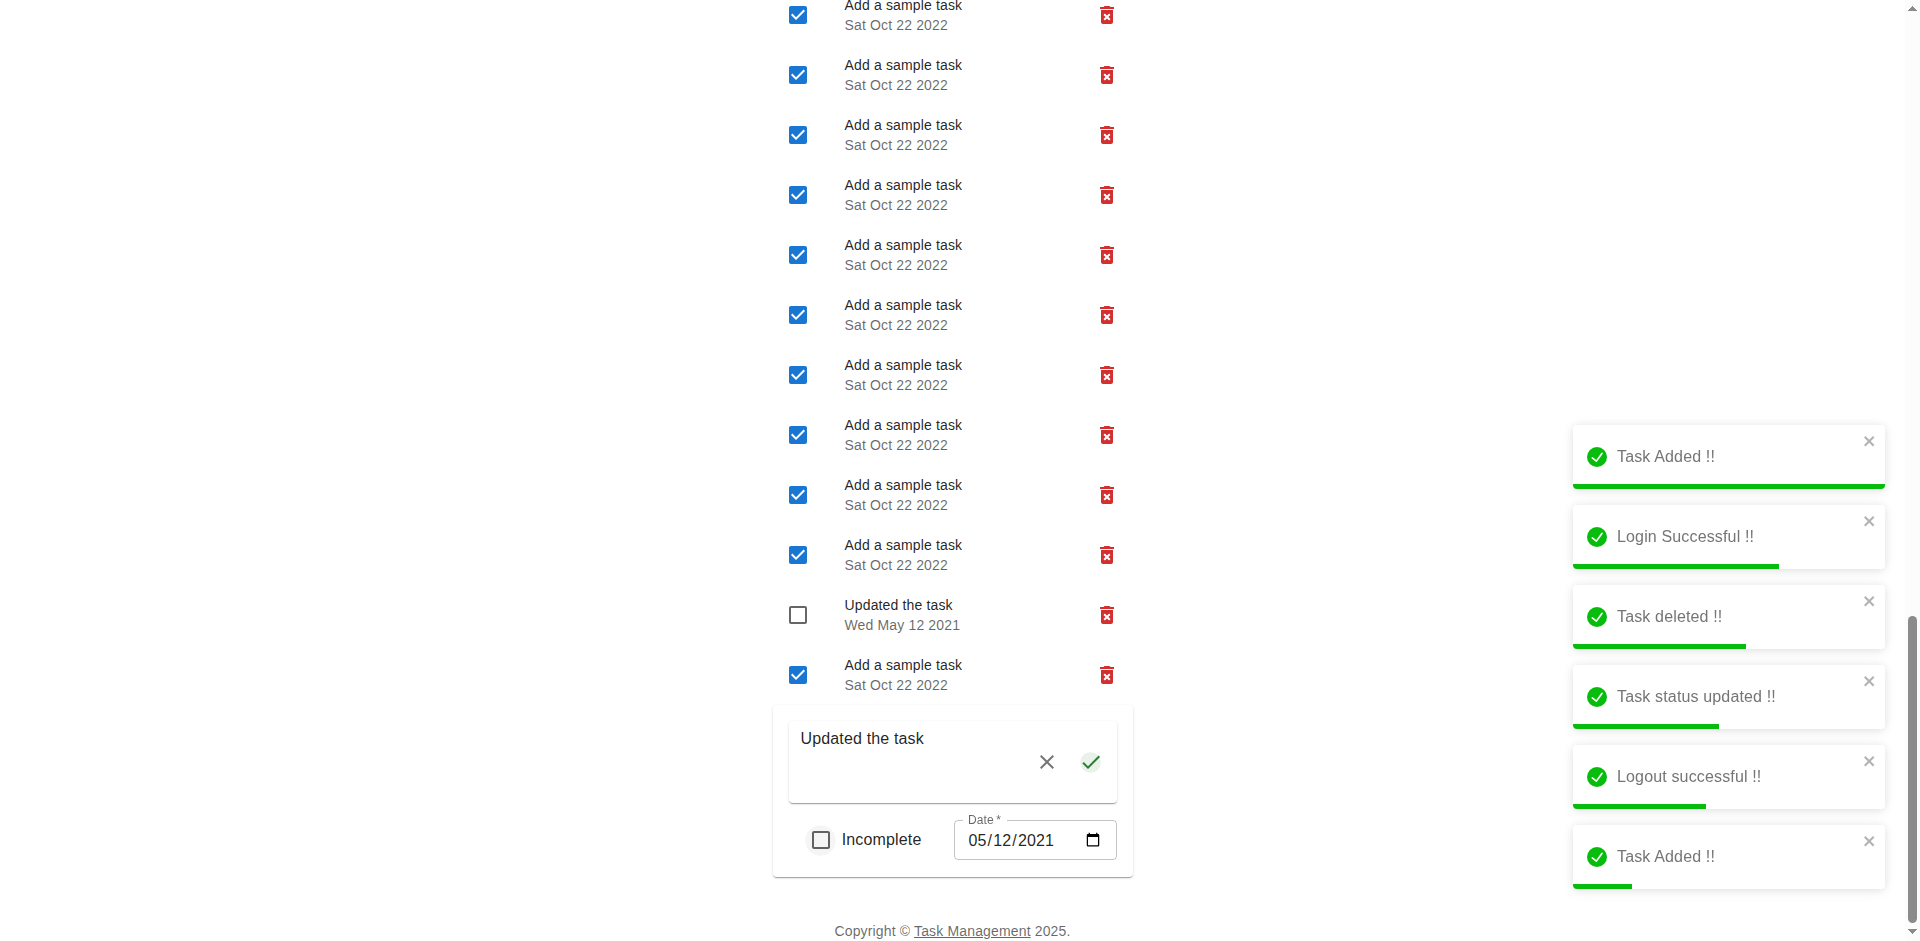 Add a sample task
Sat Oct 22 2022
Add a sample task
Sat Oct 22 2022
Add a sample task
Sat Oct 22 2022
Add a sample task
Sat Oct 22 2022
Add a sample task
Sat Oct 22 2022
Add a sample task
Sat Oct 22 2022
Add a sample task
Sat Oct 22 2022
Add a sample task
Sat Oct 22 2022
Add a sample task
Sat Oct 22 2022
Add a sample task
Sat Oct 22 2022
Updated the task
Wed May 12 2021
Add a sample task
Sat Oct 22 2022
Updated the task
Incomplete
Date *
05/12/2021
Copyright © Task Management 2025.
Task Added !!
Login Successful !!
Task deleted !!
Task status updated !!
Logout successful !!
Task Added !!